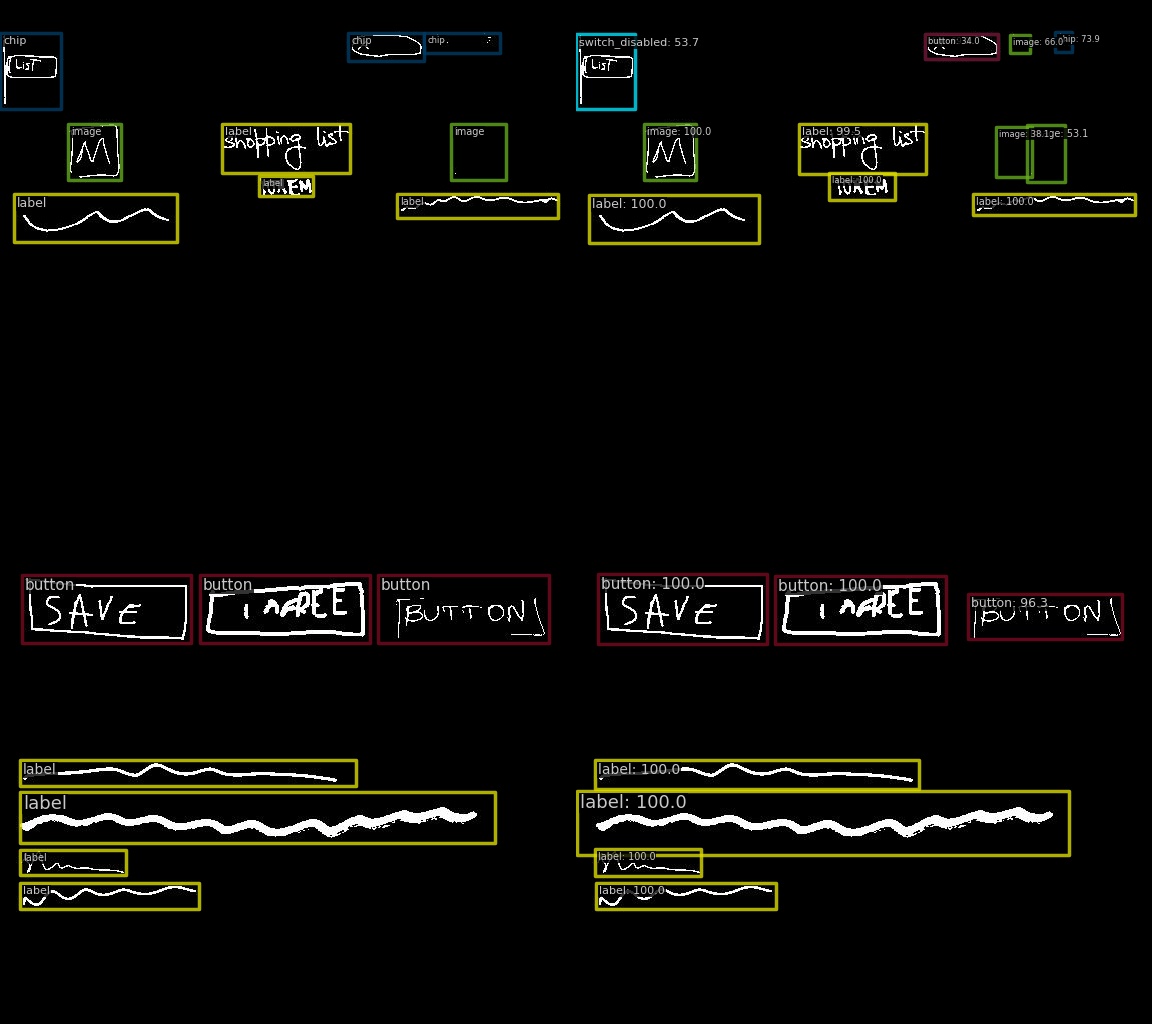 chip chip chip. switch_disabled: 53.7 button: 34.0 image: 66.0 chip: 73.9
LIST LIST
image label image image: 100.0 label: 99.5 image: 38.1 53.1
M shopping list M shopping list
label label: 100.0
LOREM LOREM
label label label: 100.0 label: 100.0
button button button button: 100.0 button: 100.0 button: 96.3
SAVE I AGREE BUTTON SAVE I AGREE BUTTON
label label: 100.0
label label: 100.0
label label: 100.0
label label: 100.0